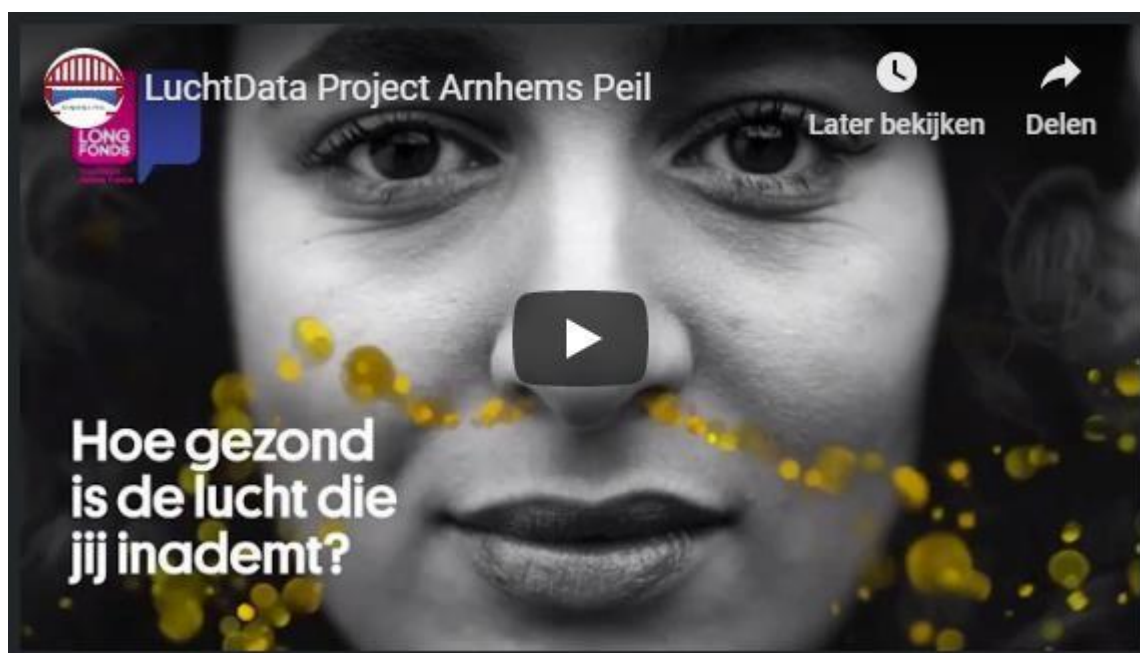 LuchtData Project Arnhems Peil
Later bekijken
Delen
LONG
FONDS
Hoe gezond
is de lucht die
jij inademt?